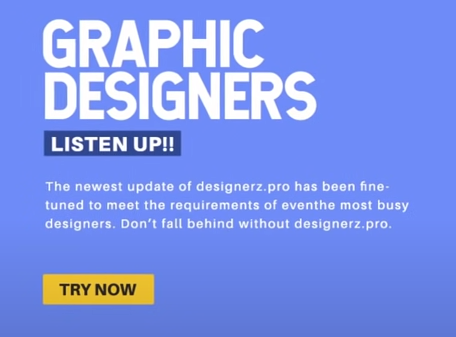 GRAPHIC
DESIGNERS
LISTEN UP!!
The newest update of designerz.pro has been fine-
tuned to meet the requirements of eventhe most busy
designers. Don't fall behind without designerz.pro.
TRY NOW